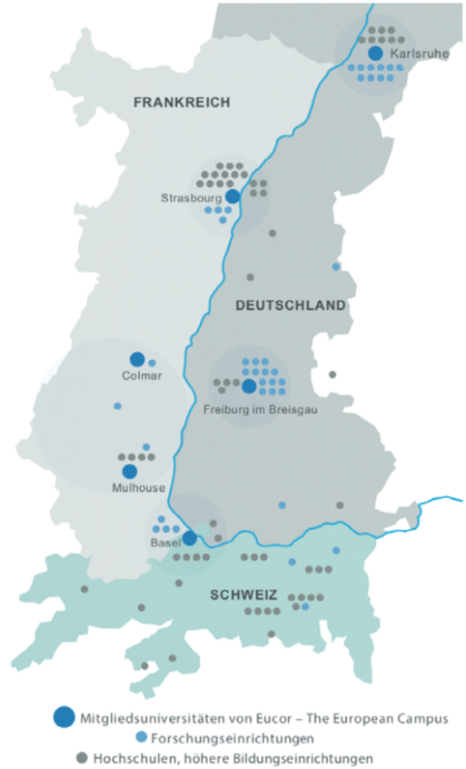 Karlsruhe
FRANKREICH
Strasbourg
DEUTSCHLAND
Colmar
Freiburg im Breisgau
Mulhouse
Basel
SCHWEIZ
Mitgliedsuniversitäten von Eucor – The European Campus
Forschungseinrichtungen
Hochschulen, höhere Bildungseinrichtungen